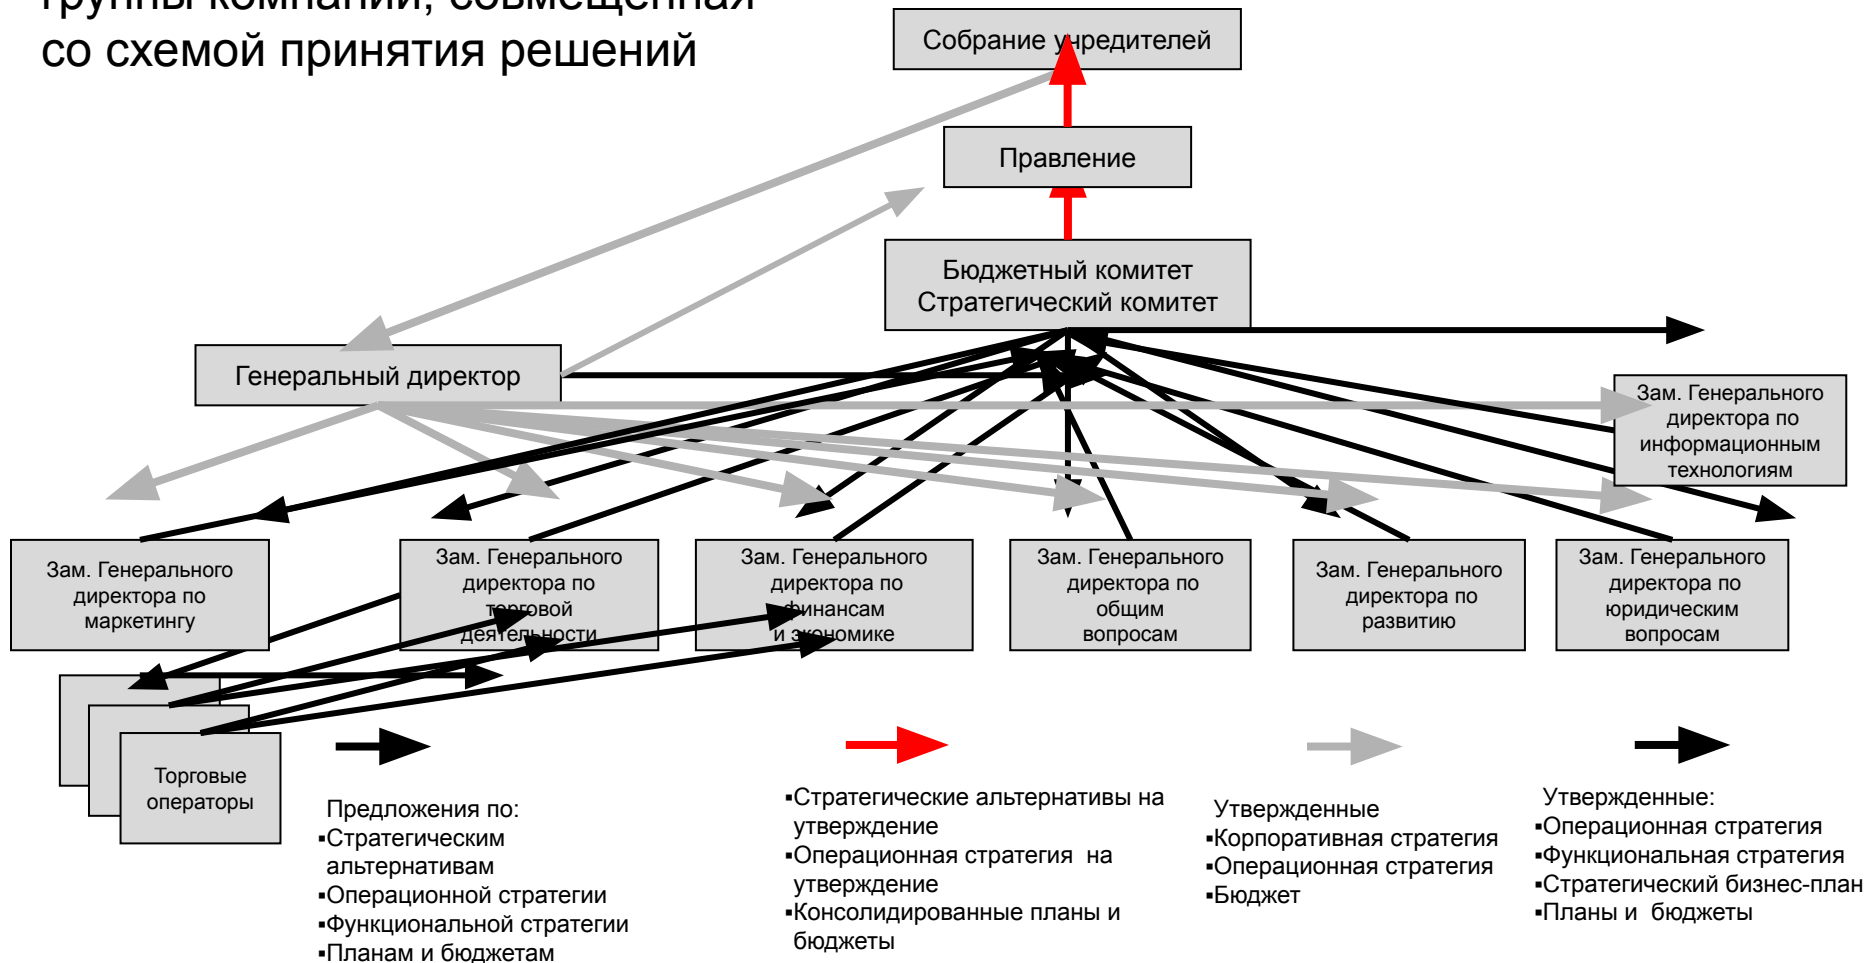 группы компаний, совмещенная
со схемой принятия решений
Собрание учредителей
Правление
Бюджетный комитет
Стратегический комитет
Генеральный директор
Зам. Генерального
директора по
информационным
технологиям
Зам. Генерального
директора по
маркетингу
Зам. Генерального
директора по
торговой
деятельности
Зам. Генерального
директора по
финансам
и экономике
Зам. Генерального
директора по
общим
вопросам
Зам. Генерального
директора по
развитию
Зам. Генерального
директора по
юридическим
вопросам
Торговые
операторы
Предложения по:
▪Стратегическим
альтернативам
▪Операционной стратегии
▪Функциональной стратегии
▪Планам и бюджетам
▪Стратегические альтернативы на
утверждение
▪Операционная стратегия на
утверждение
▪Консолидированные планы и
бюджеты
Утвержденные
▪Корпоративная стратегия
▪Операционная стратегия
▪Бюджет
Утвержденные:
▪Операционная стратегия
▪Функциональная стратегия
▪Стратегический бизнес-план
▪Планы и бюджеты